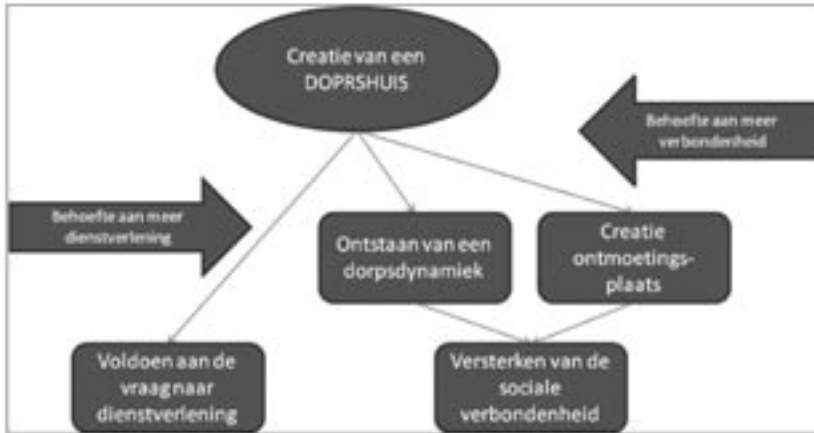 Creatie van een
DOPRSHUIS
Behoefte aan meer
verbondenheid
Behoefte aan meer
dienstverlening
Ontstaan van een
dorpsdynamiek
Creatie
ontmoetings-
plaats
Voldoen aan de
vraag naar
dienstverlening
Versterken van de
sociale
verbondenheid